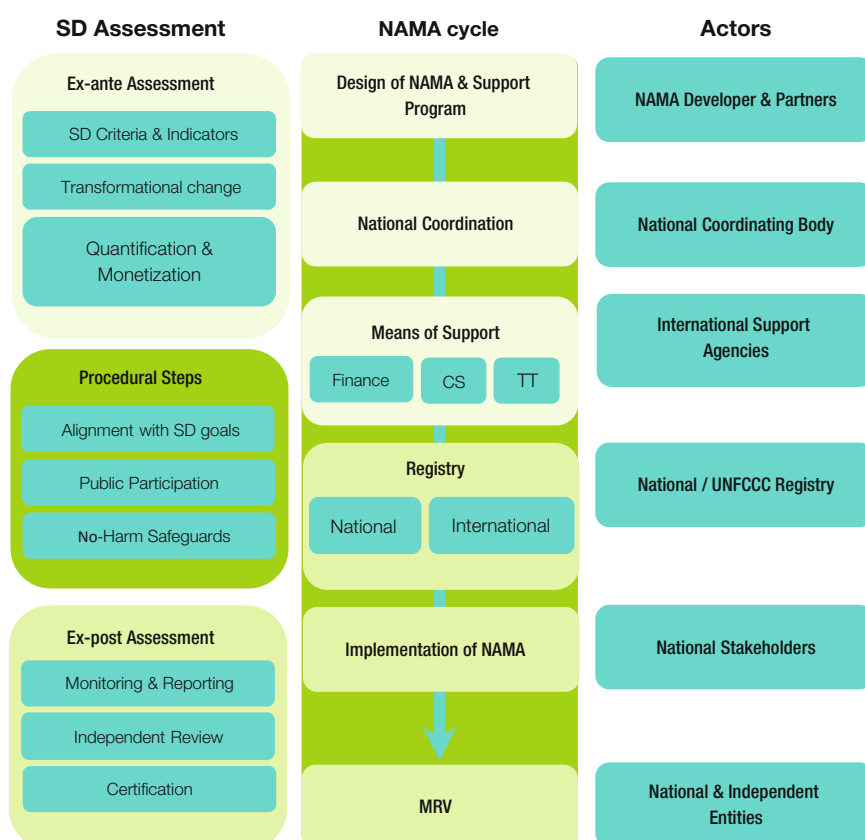 SD Assessment
Ex-ante Assessment
SD Criteria & Indicators
Transformational change
Quantification &
Monetization
Procedural Steps
Alignment with SD goals
Public Participation
No-Harm Safeguards
Ex-post Assessment
Monitoring & Reporting
Independent Review
Certification
NAMA cycle
Design of NAMA & Support
Program
National Coordination
Means of Support
Finance
CS
TT
Registry
National
International
Implementation of NAMA
MRV
Actors
NAMA Developer & Partners
National Coordinating Body
International Support
Agencies
National / UNFCCC Registry
National Stakeholders
National & Independent
Entities